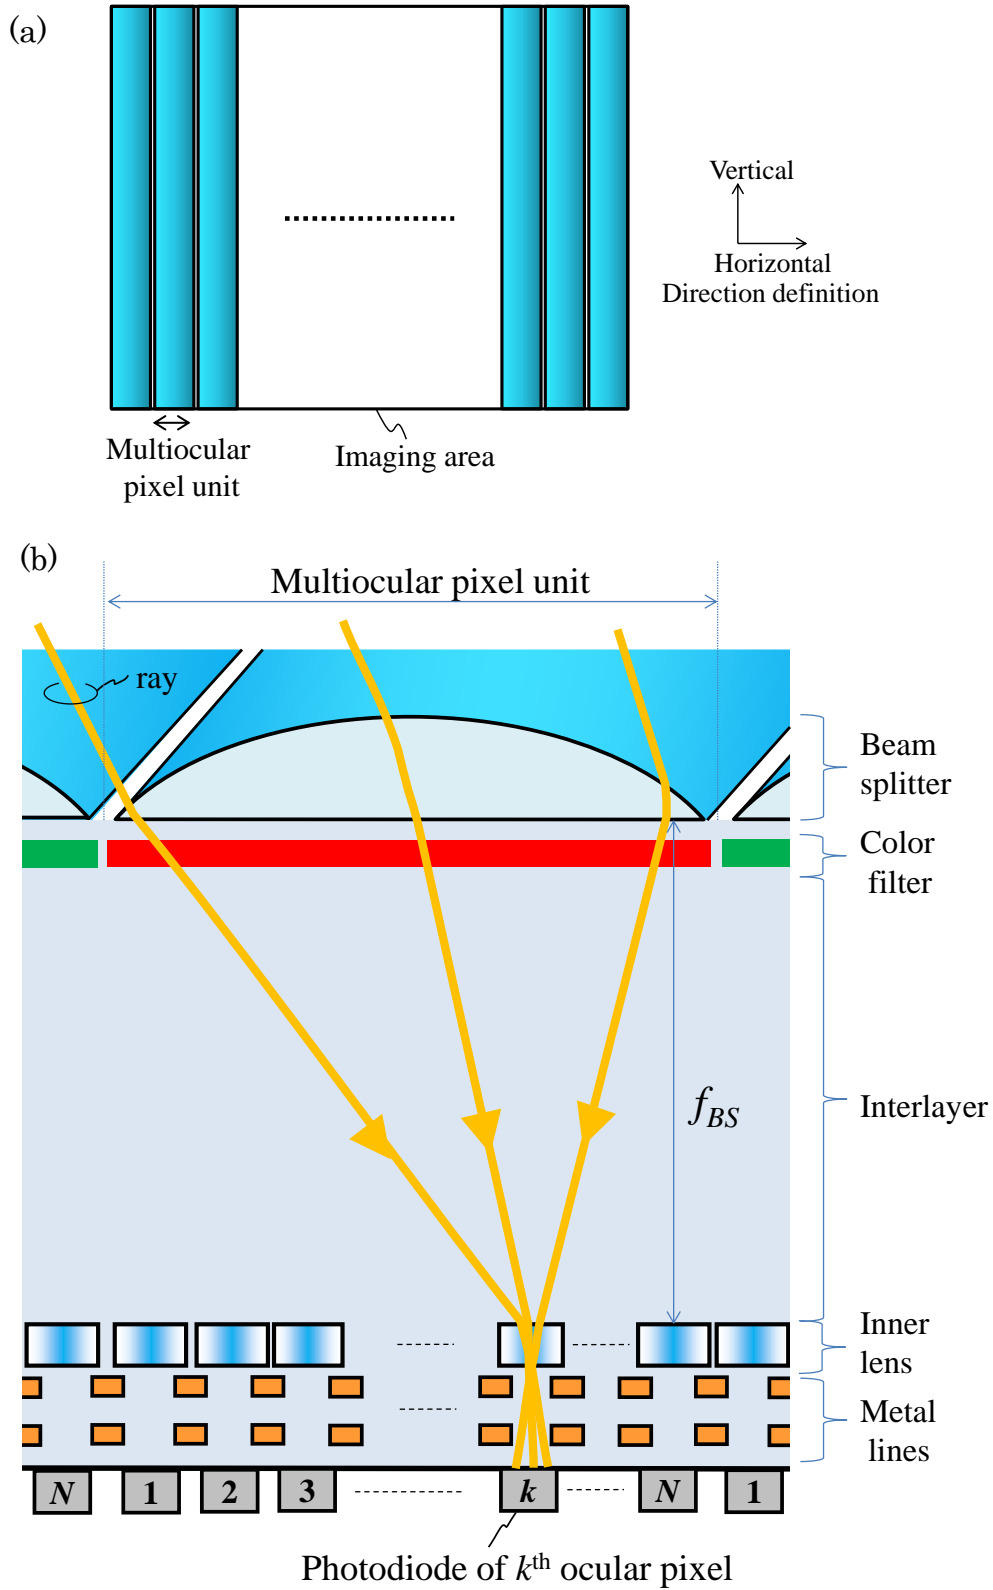 (a)
Vertical
Horizontal
Direction definition
Multiocular
pixel unit
Imaging area
(b)
Multiocular pixel unit
ray
Beam
splitter
Color
filter
f_BS
Interlayer
Inner
lens
Metal
lines
N 1 2 3 k N 1
Photodiode of kth ocular pixel